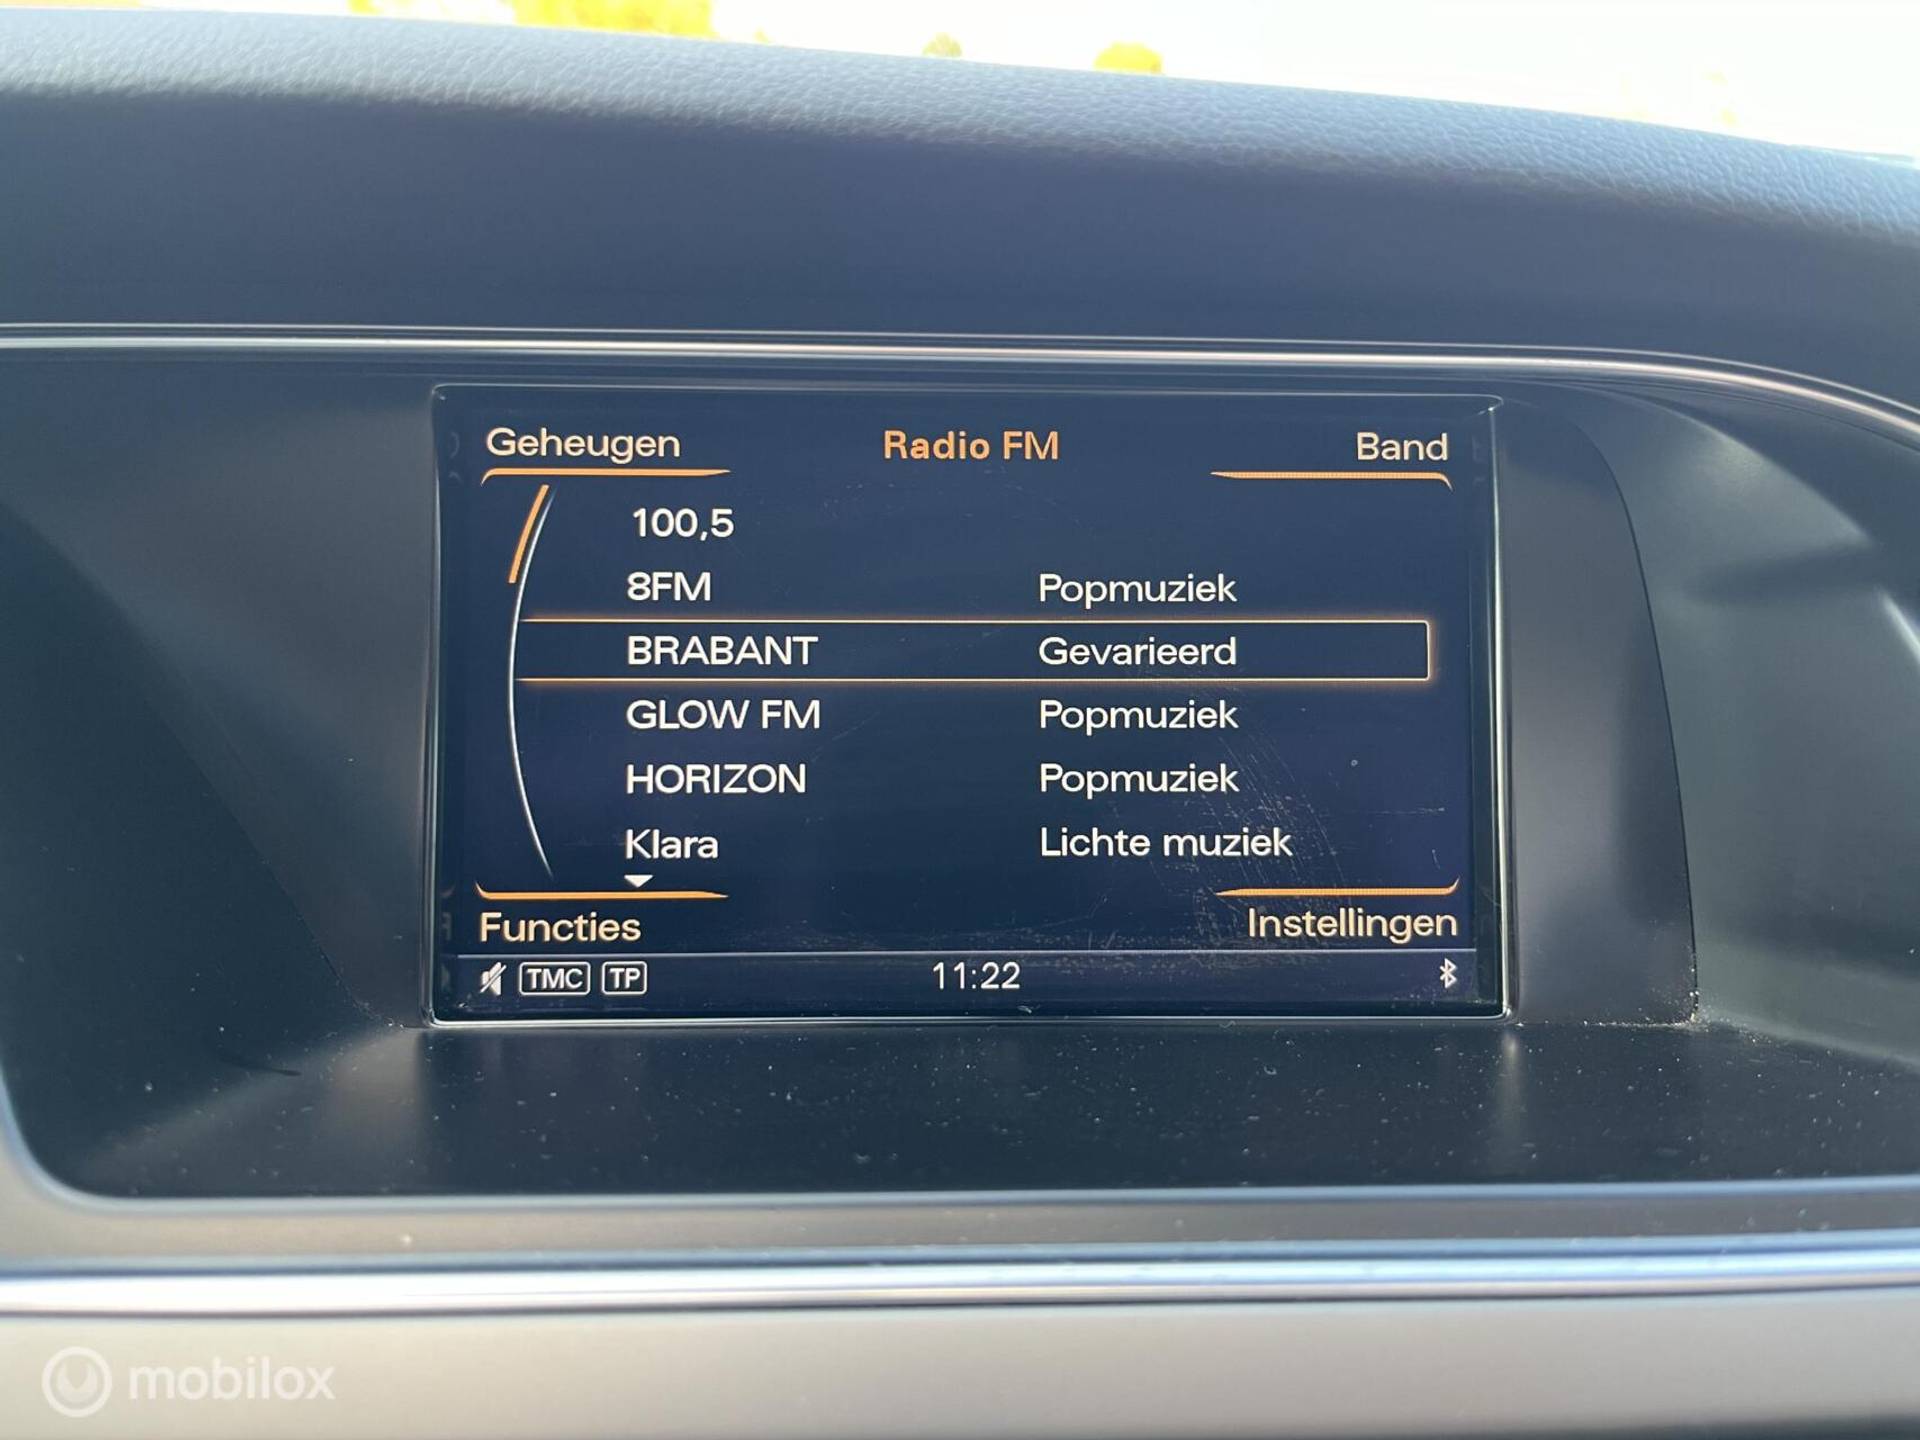 Geheugen Radio FM Band
100,5
8FM Popmuziek
BRABANT Gevarieerd
GLOW FM Popmuziek
HORIZON Popmuziek
Klara Lichte muziek
Functies Instellingen
TMC TP 11:22
mobilox